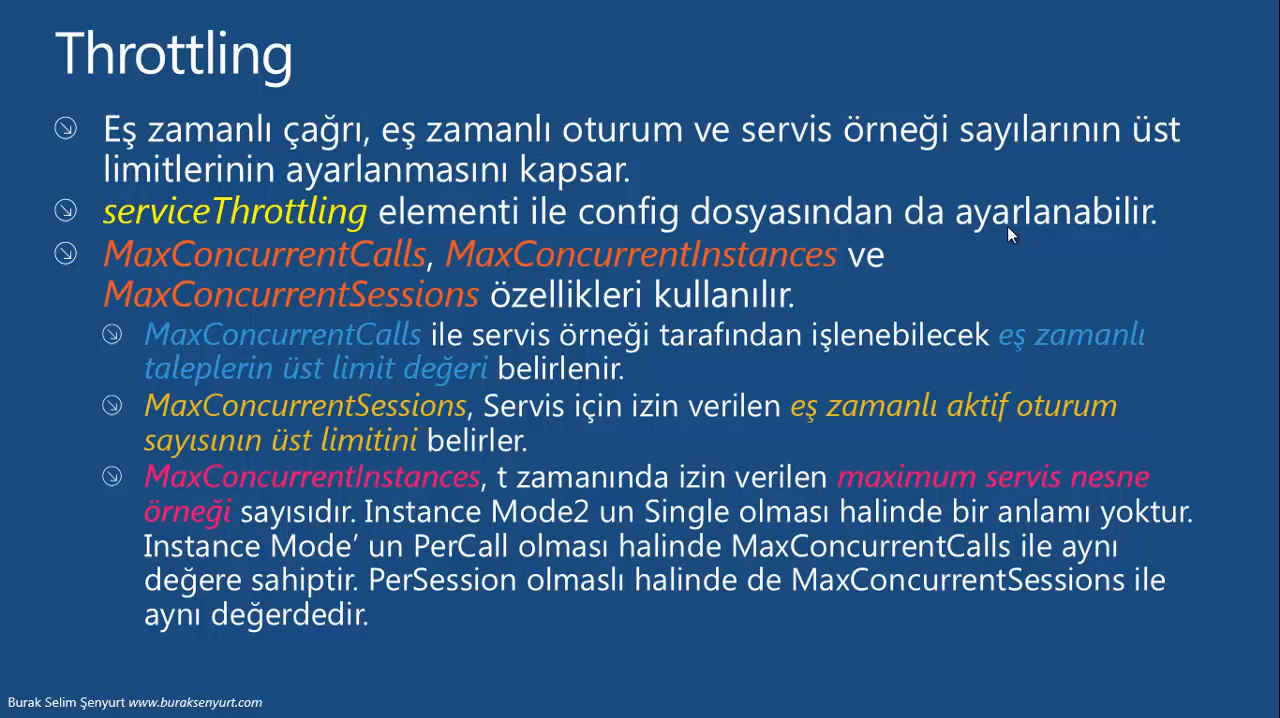 Throttling
Eş zamanlı çağrı, eş zamanlı oturum ve servis örneği sayılarının üst
limitlerinin ayarlanmasını kapsar.
serviceThrottling elementi ile config dosyasından da ayarlanabilir.
MaxConcurrentCalls, MaxConcurrentInstances ve
MaxConcurrentSessions özellikleri kullanılır.
MaxConcurrentCalls ile servis örneği tarafından işlenebilecek eş zamanlı
taleplerin üst limit değeri belirlenir.
MaxConcurrentSessions, Servis için izin verilen eş zamanlı aktif oturum
sayısının üst limitini belirler.
MaxConcurrentInstances, t zamanında izin verilen maximum servis nesne
örneği sayısıdır. Instance Mode2 un Single olması halinde bir anlamı yoktur.
Instance Mode’ un PerCall olması halinde MaxConcurrentCalls ile aynı
değere sahiptir. PerSession olmaslı halinde de MaxConcurrentSessions ile
aynı değerdedir.
Burak Selim Şenyurt www.buraksenyurt.com